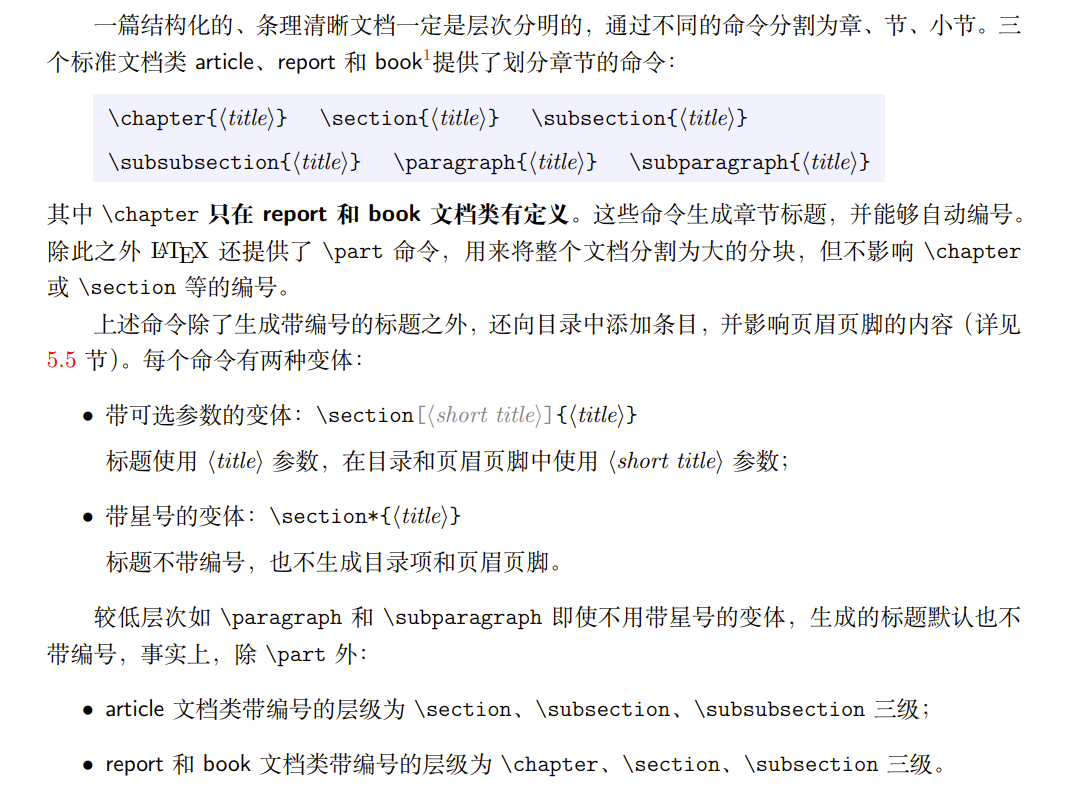 一篇结构化的、条理清晰文档一定是层次分明的，通过不同的命令分割为章、节、小节。三
个标准文档类 article、report 和 book1提供了划分章节的命令：
\chapter{⟨title⟩} \section{⟨title⟩} \subsection{⟨title⟩}
\subsubsection{⟨title⟩} \paragraph{⟨title⟩} \subparagraph{⟨title⟩}
其中 \chapter 只在 report 和 book 文档类有定义。这些命令生成章节标题，并能够自动编号。
除此之外 LATEX 还提供了 \part 命令，用来将整个文档分割为大的分块，但不影响 \chapter
或 \section 等的编号。
上述命令除了生成带编号的标题之外，还向目录中添加条目，并影响页眉页脚的内容（详见
5.5 节）。每个命令有两种变体：
• 带可选参数的变体：\section[⟨short title⟩]{⟨title⟩}
标题使用 ⟨title⟩ 参数，在目录和页眉页脚中使用 ⟨short title⟩ 参数；
• 带星号的变体：\section*{⟨title⟩}
标题不带编号，也不生成目录项和页眉页脚。
较低层次如 \paragraph 和 \subparagraph 即使不用带星号的变体，生成的标题默认也不
带编号，事实上，除 \part 外：
• article 文档类带编号的层级为 \section、\subsection、\subsubsection 三级；
• report 和 book 文档类带编号的层级为 \chapter、\section、\subsection 三级。